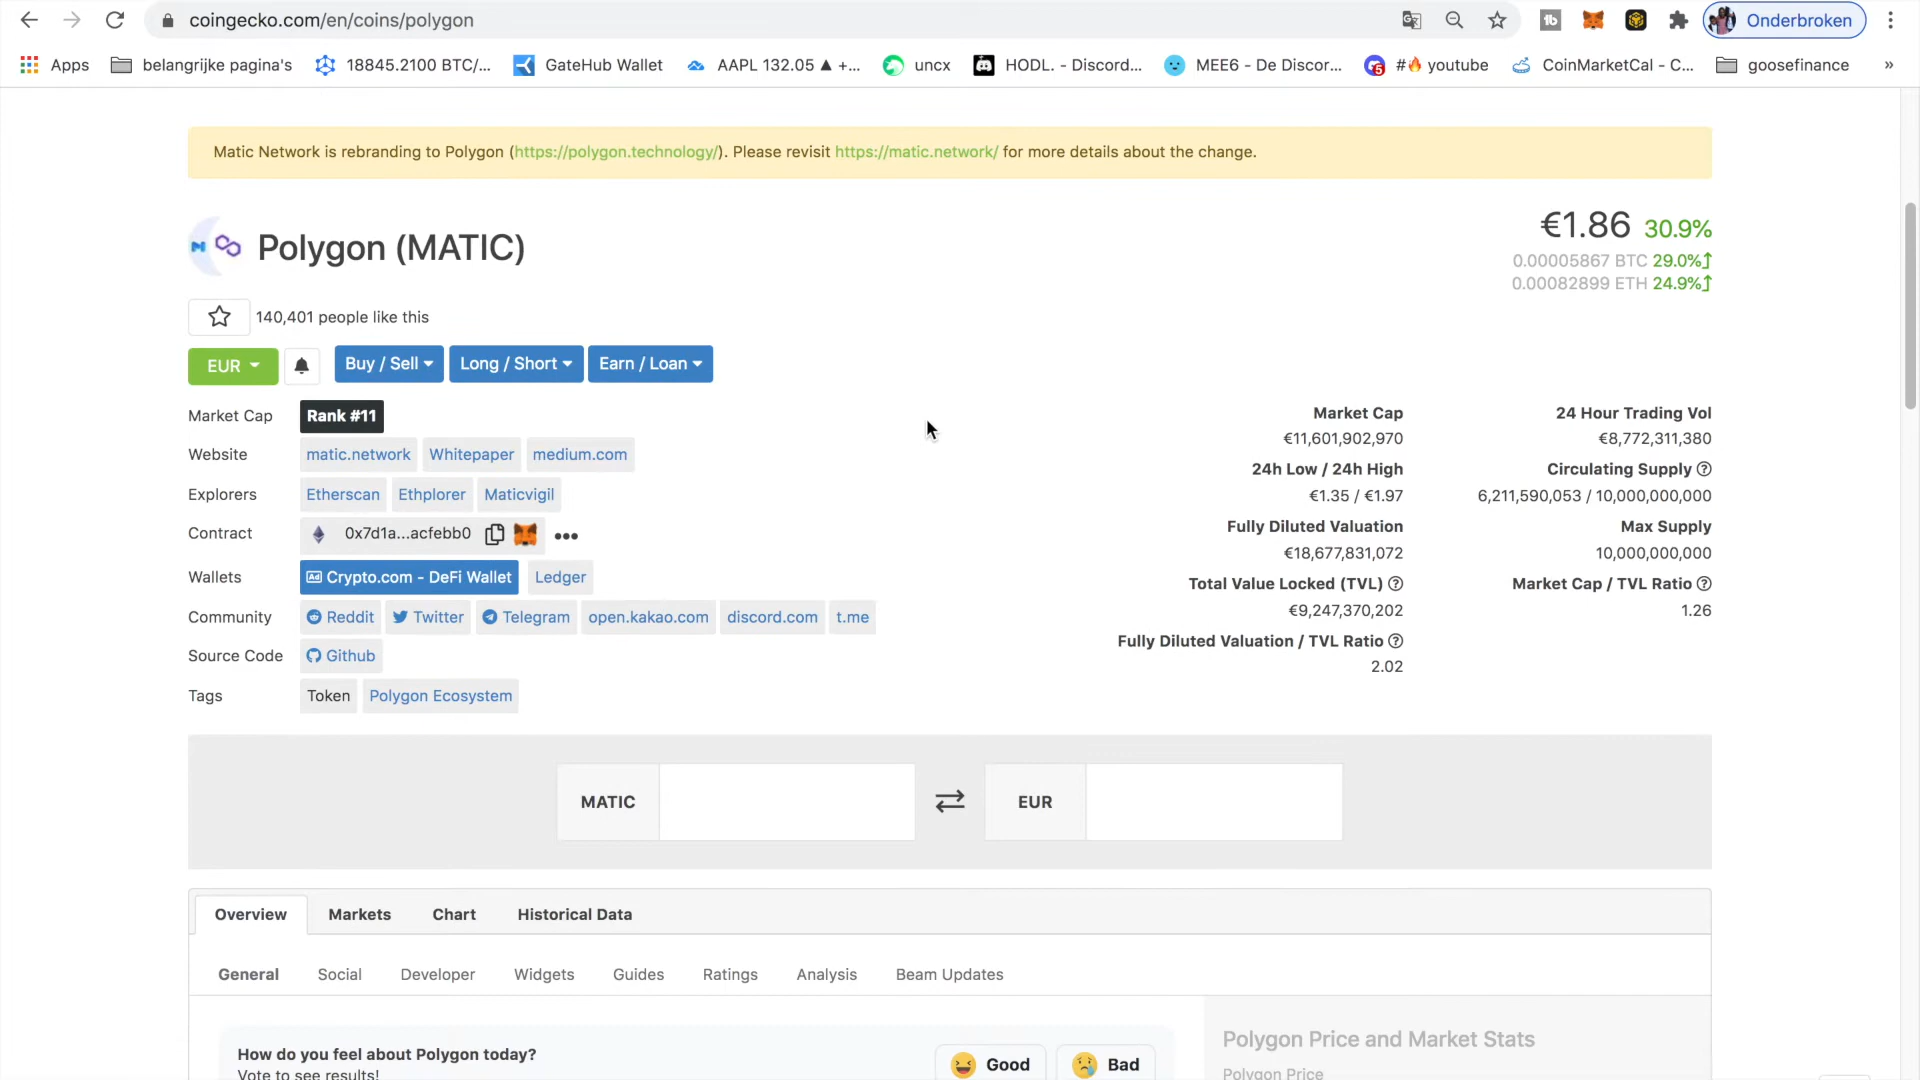 coingecko.com/en/coins/polygon
Onderbroken
Apps
belangrijke pagina's
18845.2100 BTC/...
GateHub Wallet
AAPL 132.05 ▲ +...
uncx
HODL. - Discord...
MEE6 - De Discor...
#🔥 youtube
CoinMarketCal - C...
goosefinance
»
Matic Network is rebranding to Polygon (https://polygon.technology/). Please revisit https://matic.network/ for more details about the change.
Polygon (MATIC)
€1.86 30.9%
0.00005867 BTC 29.0%
0.00082899 ETH 24.9%
140,401 people like this
EUR
Buy / Sell
Long / Short
Earn / Loan
Market Cap Rank #11
Website matic.network Whitepaper medium.com
Explorers Etherscan Ethplorer Maticvigil
Contract 0x7d1a...acfebb0
Wallets Ad Crypto.com - DeFi Wallet Ledger
Community Reddit Twitter Telegram open.kakao.com discord.com t.me
Source Code Github
Tags Token Polygon Ecosystem
Market Cap
€11,601,902,970
24h Low / 24h High
€1.35 / €1.97
Fully Diluted Valuation
€18,677,831,072
Total Value Locked (TVL)
€9,247,370,202
Fully Diluted Valuation / TVL Ratio
2.02
24 Hour Trading Vol
€8,772,311,380
Circulating Supply
6,211,590,053 / 10,000,000,000
Max Supply
10,000,000,000
Market Cap / TVL Ratio
1.26
MATIC
EUR
Overview Markets Chart Historical Data
General Social Developer Widgets Guides Ratings Analysis Beam Updates
How do you feel about Polygon today?
Vote to see results!
Good
Bad
Polygon Price and Market Stats
Polygon Price